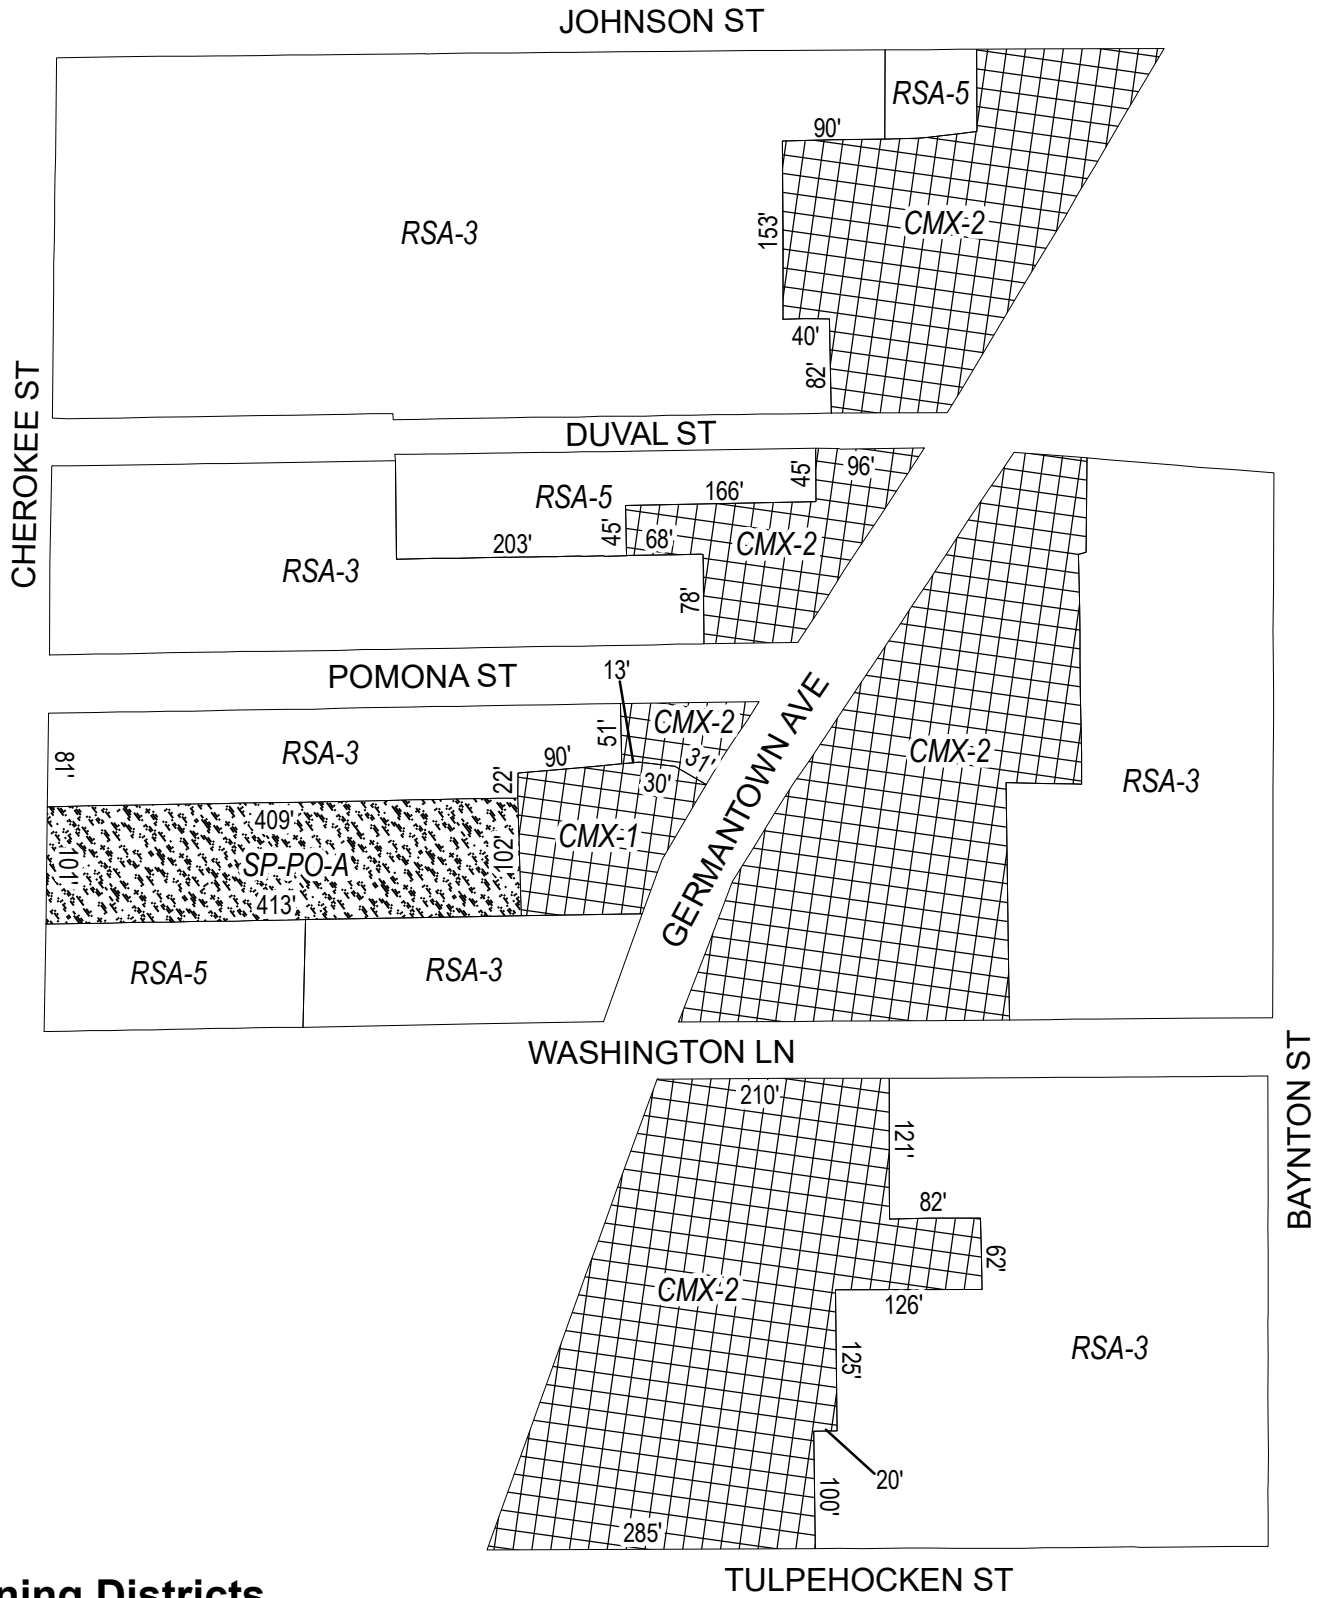 JOHNSON ST
RSA-5
90'
RSA-3
153'
CMX-2
40'
82'
CHEROKEE ST
DUVAL ST
96'
45'
RSA-5
166'
45'
68'
CMX-2
203'
RSA-3
78'
POMONA ST
13'
CMX-2
51'
31'
RSA-3
81'
90'
22'
30'
GERMANTOWN AVE
CMX-2
RSA-3
409'
CMX-1
SP-PO-A
101'
102'
413'
RSA-5
RSA-3
WASHINGTON LN
BAYNTON ST
210'
121'
82'
62'
CMX-2
126'
RSA-3
125'
20'
100'
285'
TULPEHOCKEN ST
Districts